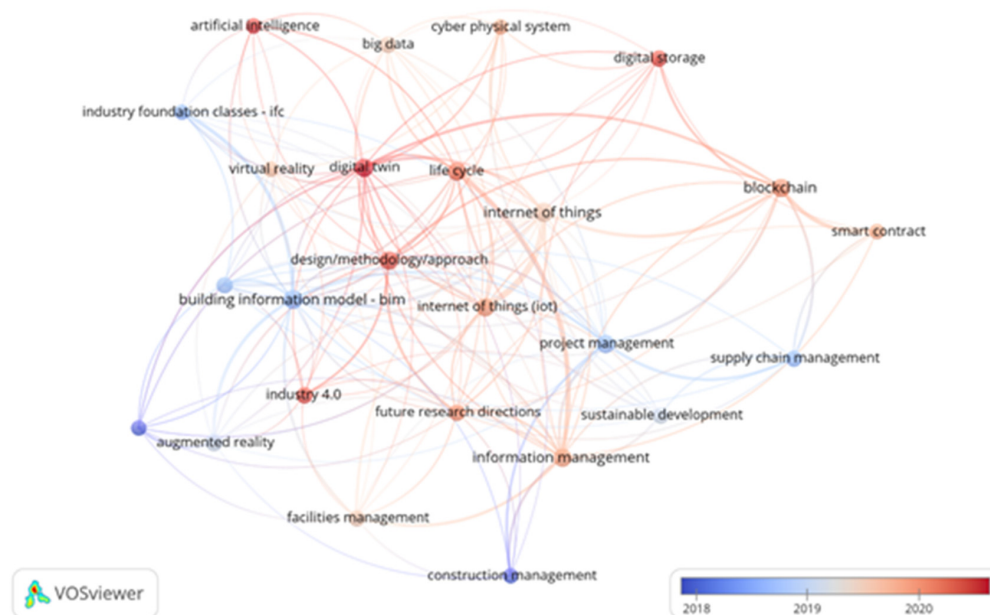 artificial intelligence
cyber physical system
big data
digital storage
industry foundation classes - ifc
virtual reality
digital twin
life cycle
blockchain
internet of things
smart contract
design/methodology/approach
building information model - bim
internet of things (iot)
project management
supply chain management
industry 4.0
future research directions
sustainable development
augmented reality
information management
facilities management
construction management
VOSviewer
2018
2019
2020